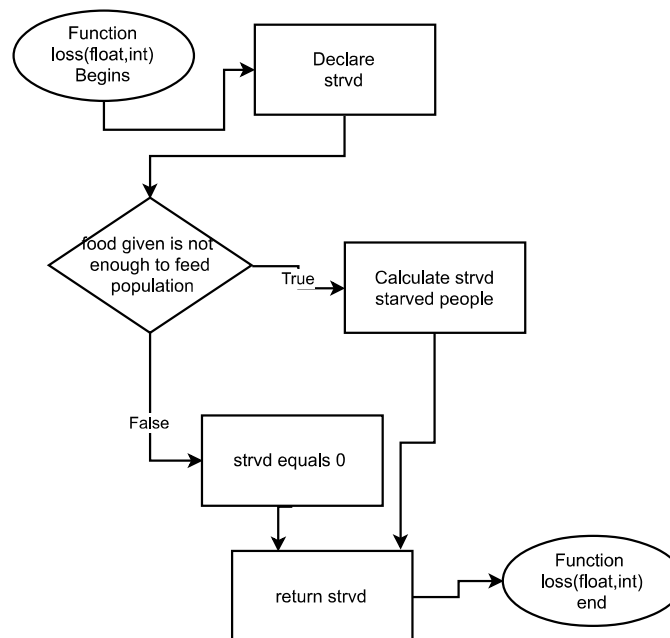 Function
loss(float,int)
Begins
Declare
strvd
food given is not
enough to feed
population
True
Calculate strvd
starved people
False
strvd equals 0
return strvd
Function
loss(float,int)
end